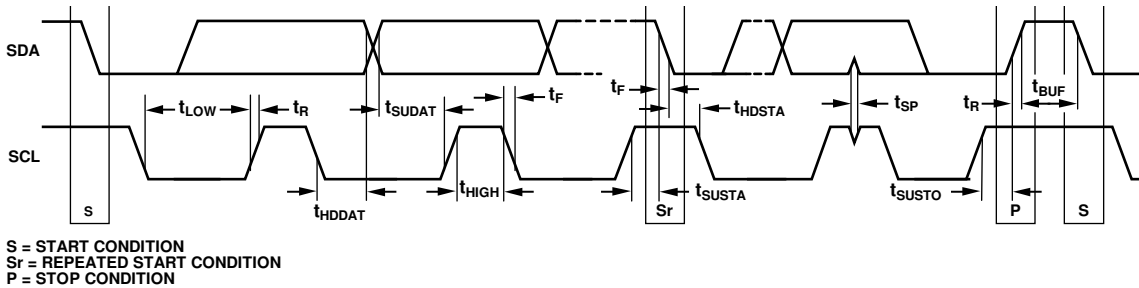 SDA
tF
tF
tLOW
tR
tSUDAT
tHDSTA
tSP
tR
tBUF
SCL
tHDDAT
tHIGH
tSUSTA
tSUSTO
S
Sr
P
S
S = START CONDITION
Sr = REPEATED START CONDITION
P = STOP CONDITION